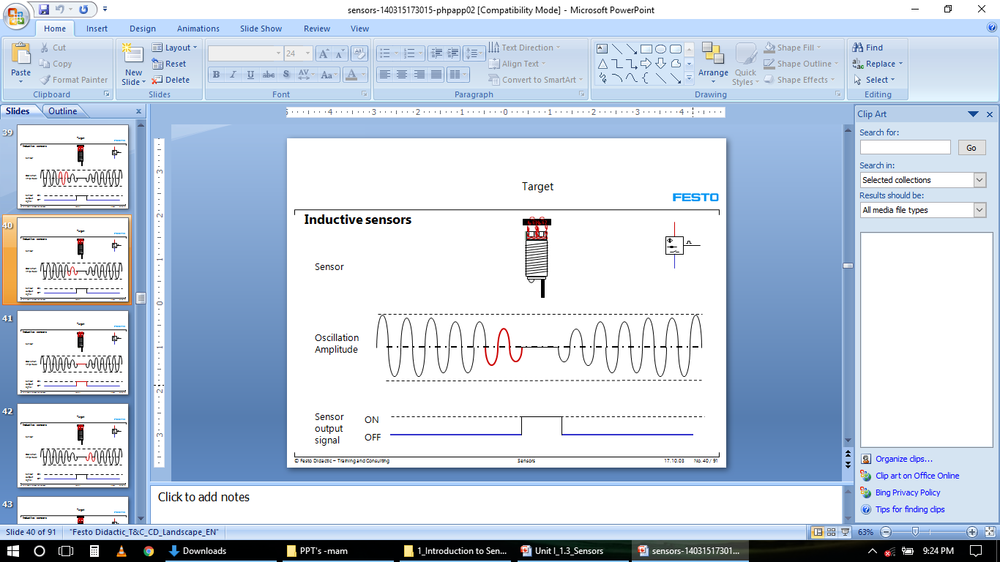 sensors-140315173015-phpapp02 [Compatibility Mode] - Microsoft PowerPoint
Home Insert Design Animations Slide Show Review View
Paste
Cut
Copy
Format Painter
Clipboard
New Slide
Layout
Reset
Delete
Slides
24
B I U abc S AV Aa A
Font
Text Direction
Align Text
Convert to SmartArt
Paragraph
Arrange
Quick Styles
Shape Fill
Shape Outline
Shape Effects
Drawing
Find
Replace
Select
Editing
Slides Outline
39
40
41
42
43
Target
FESTO
Inductive sensors
Sensor
Oscillation
Amplitude
Sensor
output
signal
ON
OFF
© Festo Didactic – Training and Consulting Sensors 17.10.03 No. 40 / 91
Click to add notes
Clip Art
Search for:
Go
Search in:
Selected collections
Results should be:
All media file types
Organize clips...
Clip art on Office Online
Bing Privacy Policy
Tips for finding clips
Slide 40 of 91 "Festo Didactic_T&C_CD_Landscape_EN" 63%
Downloads PPT's -mam 1_Introduction to Sen... Unit I_1.3_Sensors sensors-14031517301... 9:24 PM